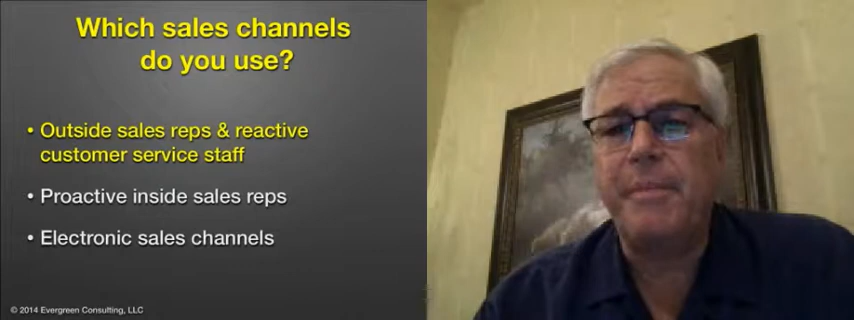 Which sales channels
do you use?
• Outside sales reps & reactive
customer service staff
• Proactive inside sales reps
• Electronic sales channels
© 2014 Evergreen Consulting, LLC